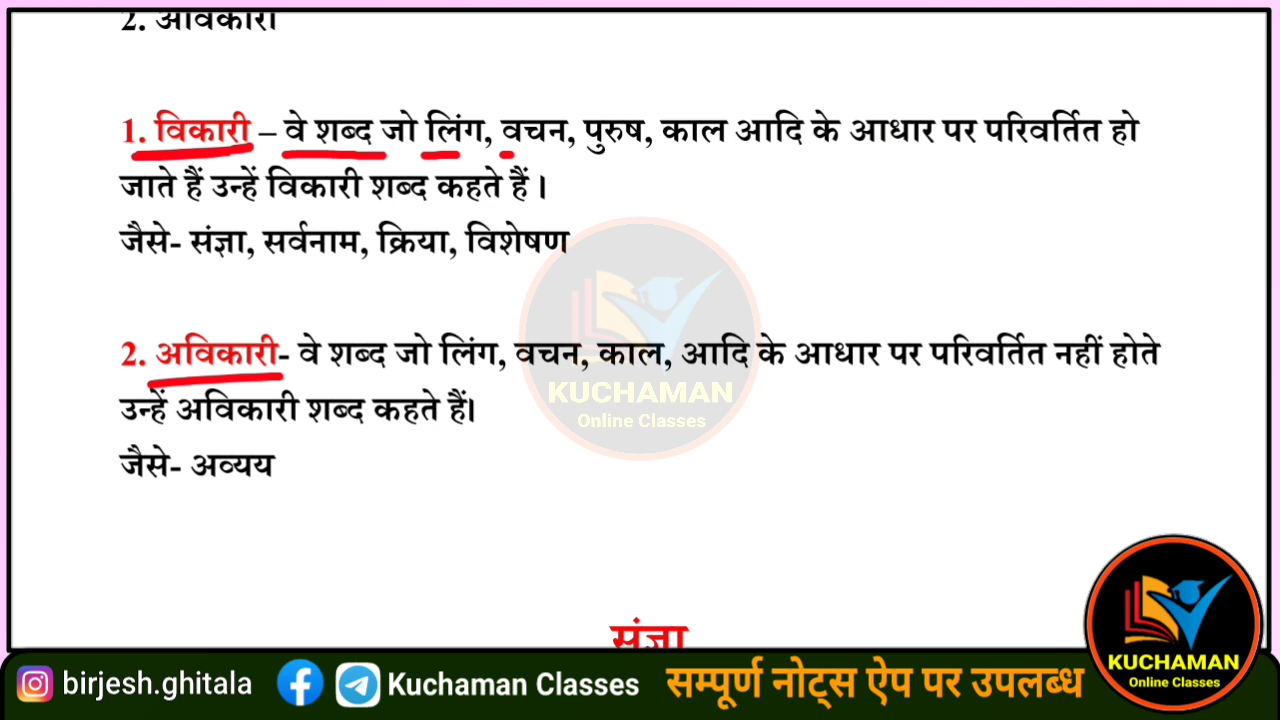 2. अविकारी
1. विकारी – वे शब्द जो लिंग, वचन, पुरुष, काल आदि के आधार पर परिवर्तित हो
जाते हैं उन्हें विकारी शब्द कहते हैं ।
जैसे- संज्ञा, सर्वनाम, क्रिया, विशेषण
2. अविकारी- वे शब्द जो लिंग, वचन, काल, आदि के आधार पर परिवर्तित नहीं होते
उन्हें अविकारी शब्द कहते हैं।
जैसे- अव्यय
KUCHAMAN
Online Classes
संज्ञा
birjesh.ghitala
Kuchaman Classes
सम्पूर्ण नोट्स ऐप पर उपलब्ध
KUCHAMAN
Online Classes